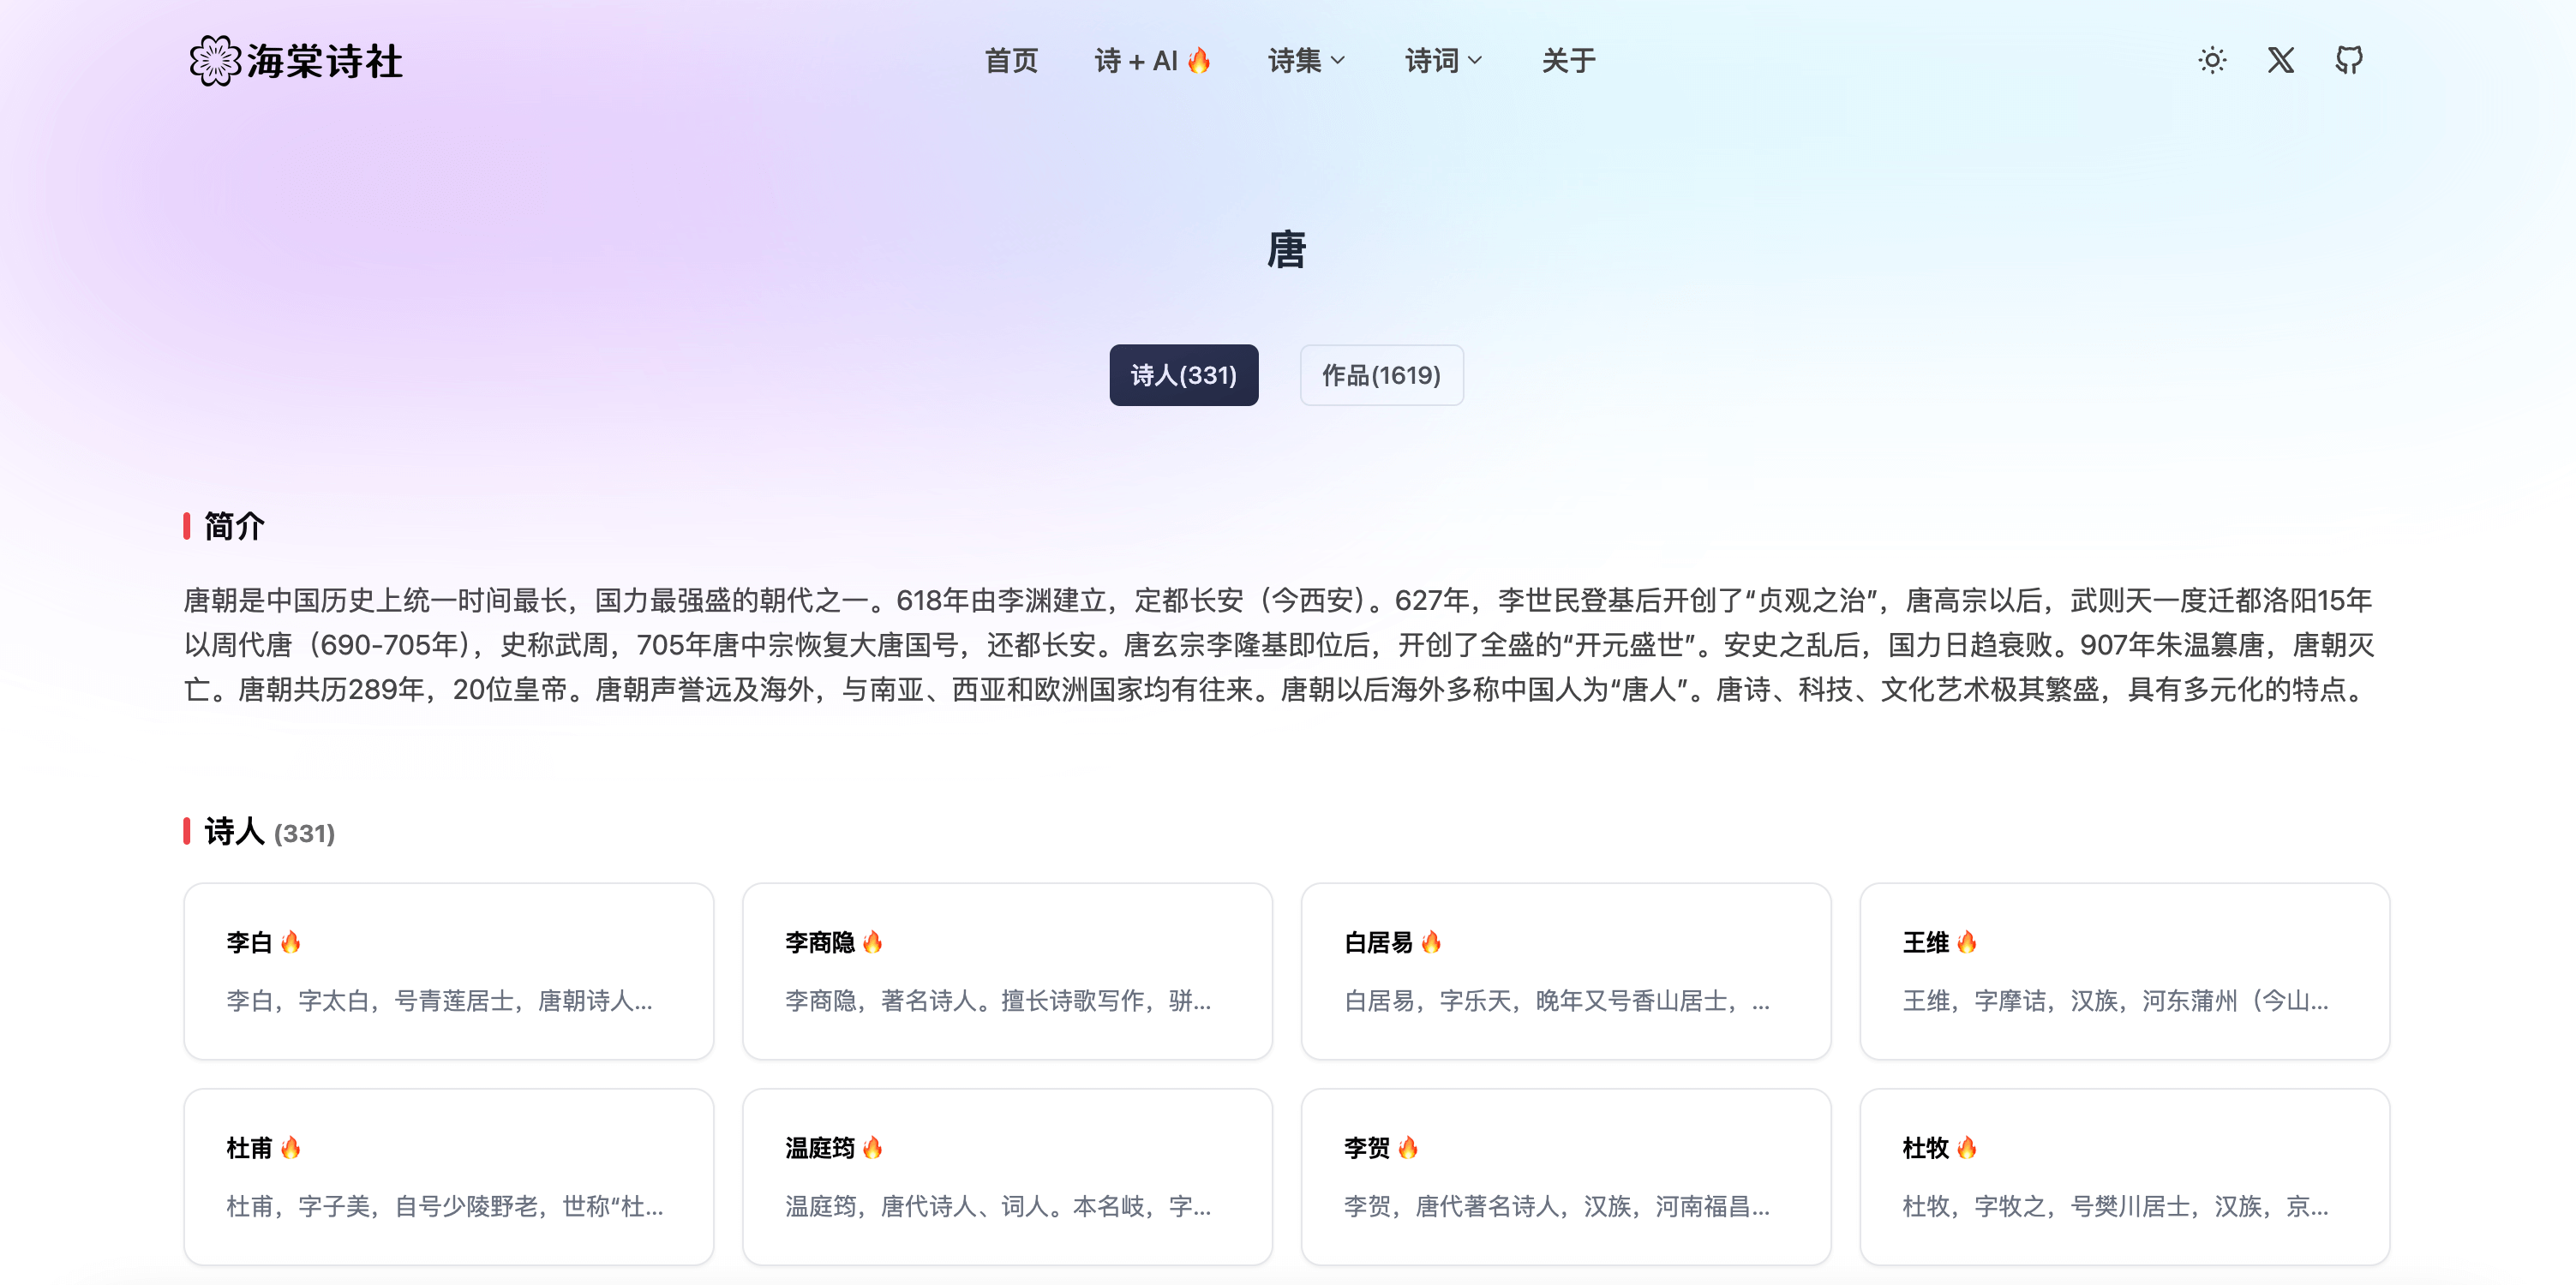 海棠诗社
首页 诗 + AI🔥 诗集 诗词 关于
唐
诗人(331) 作品(1619)
简介
唐朝是中国历史上统一时间最长，国力最强盛的朝代之一。618年由李渊建立，定都长安（今西安）。627年，李世民登基后开创了“贞观之治”，唐高宗以后，武则天一度迁都洛阳15年
以周代唐（690-705年），史称武周，705年唐中宗恢复大唐国号，还都长安。唐玄宗李隆基即位后，开创了全盛的“开元盛世”。安史之乱后，国力日趋衰败。907年朱温篡唐，唐朝灭
亡。唐朝共历289年，20位皇帝。唐朝声誉远及海外，与南亚、西亚和欧洲国家均有往来。唐朝以后海外多称中国人为“唐人”。唐诗、科技、文化艺术极其繁盛，具有多元化的特点。
诗人 (331)
李白🔥
李白，字太白，号青莲居士，唐朝诗人...
李商隐🔥
李商隐，著名诗人。擅长诗歌写作，骈...
白居易🔥
白居易，字乐天，晚年又号香山居士，...
王维🔥
王维，字摩诘，汉族，河东蒲州（今山...
杜甫🔥
杜甫，字子美，自号少陵野老，世称“杜...
温庭筠🔥
温庭筠，唐代诗人、词人。本名岐，字...
李贺🔥
李贺，唐代著名诗人，汉族，河南福昌...
杜牧🔥
杜牧，字牧之，号樊川居士，汉族，京...